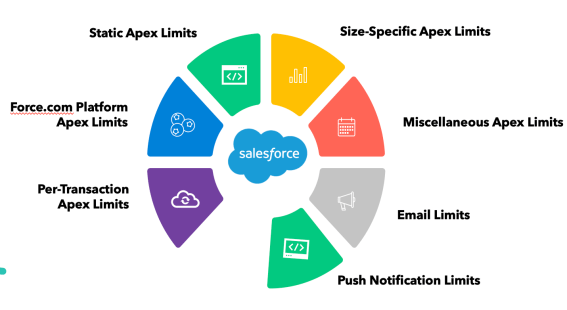 Static Apex Limits
Size-Specific Apex Limits
Force.com Platform
Apex Limits
Miscellaneous Apex Limits
salesforce
Per-Transaction
Apex Limits
Email Limits
Push Notification Limits